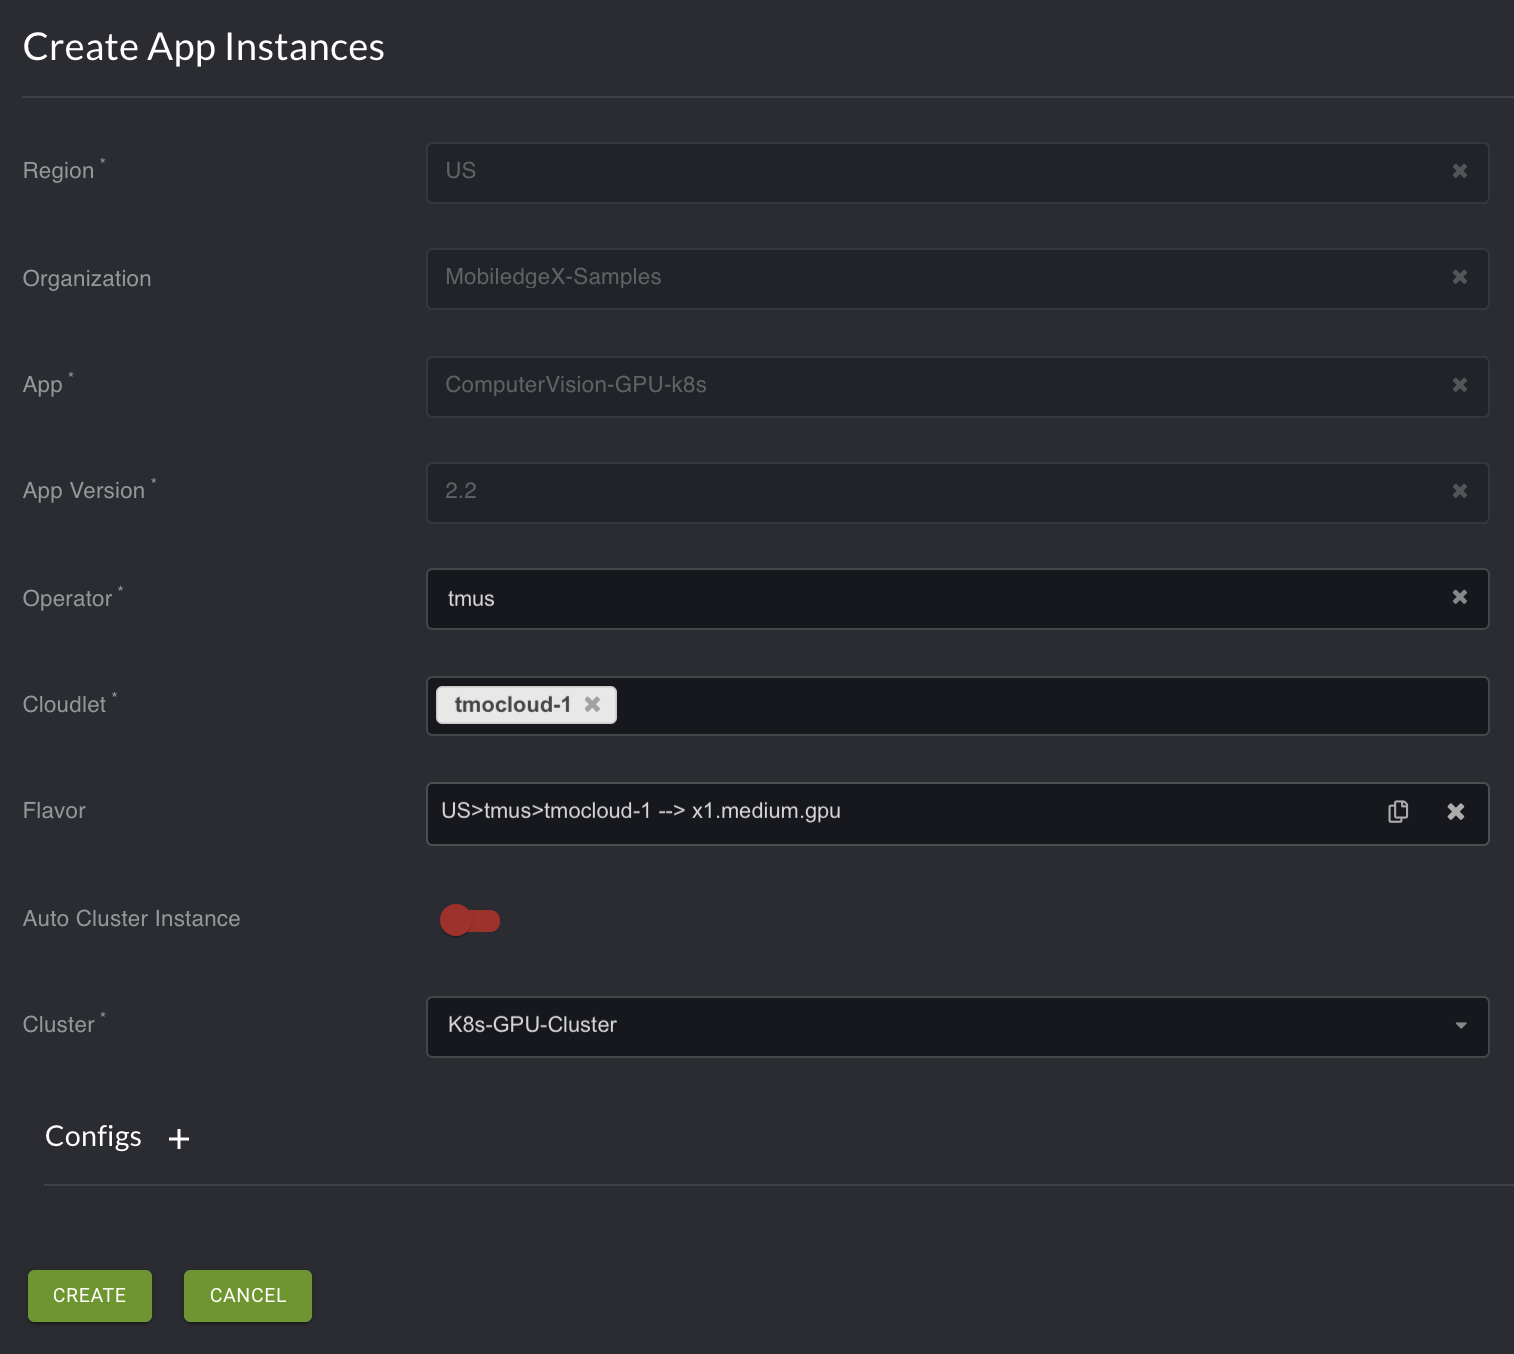 Create App Instances
Region * US
Organization MobiledgeX-Samples
App * ComputerVision-GPU-k8s
App Version * 2.2
Operator * tmus
Cloudlet * tmocloud-1
Flavor US>tmus>tmocloud-1 --> x1.medium.gpu
Auto Cluster Instance
Cluster * K8s-GPU-Cluster
Configs +
CREATE CANCEL